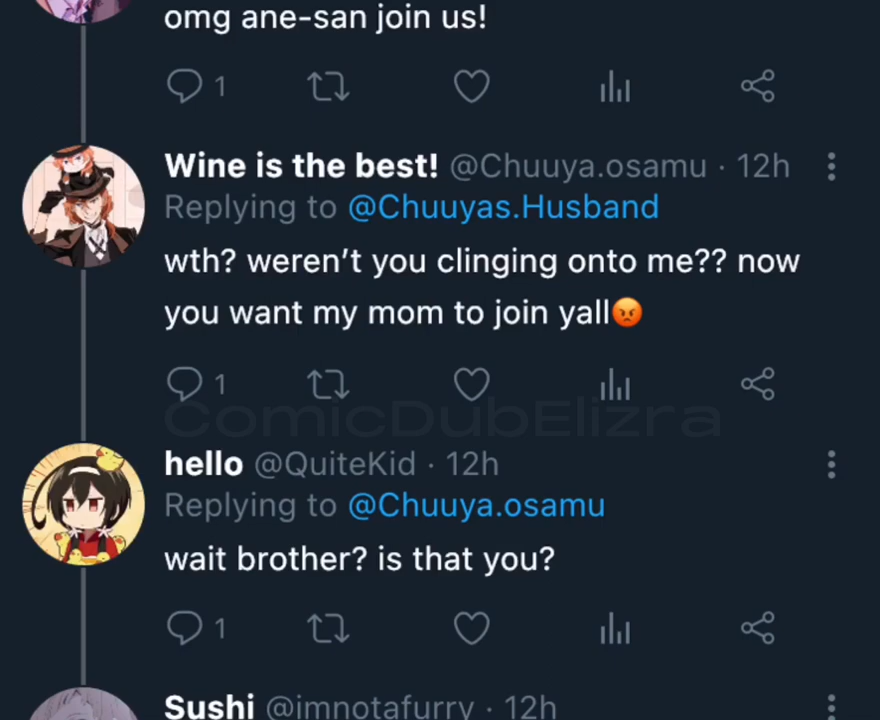 omg ane-san join us!
1
Wine is the best! @Chuuya.osamu · 12h
Replying to @Chuuyas.Husband
wth? weren't you clinging onto me?? now
you want my mom to join yall😡
1
ComicDubElizra
hello @QuiteKid · 12h
Replying to @Chuuya.osamu
wait brother? is that you?
1
Sushi @imnotafurry · 12h